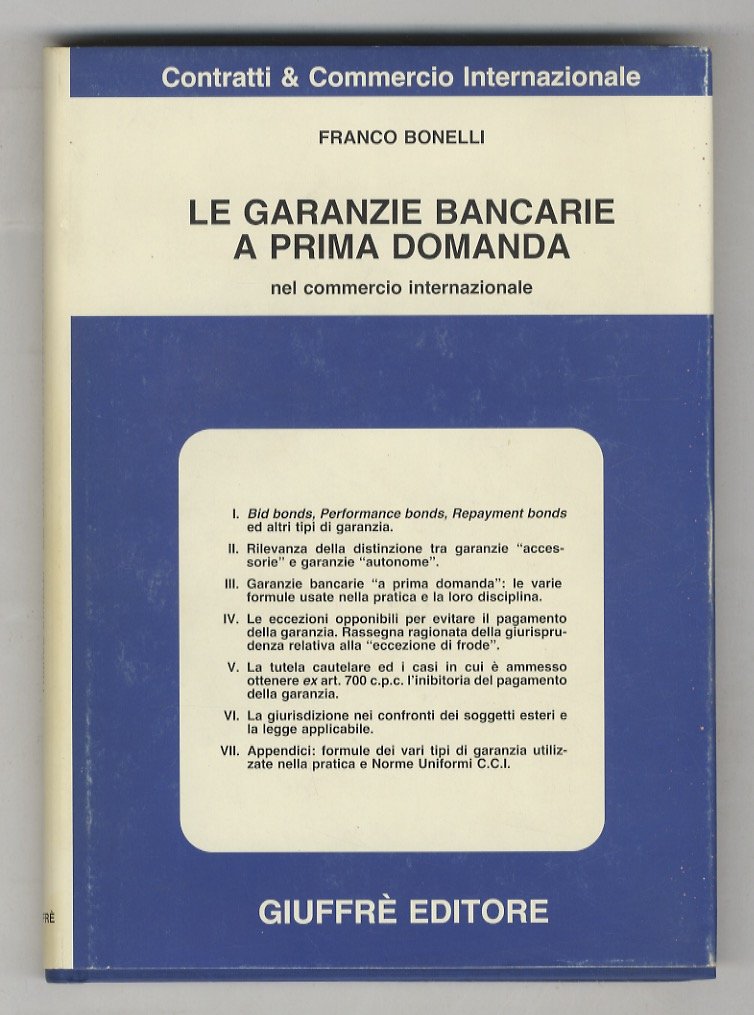 Contratti & Commercio Internazionale
FRANCO BONELLI
LE GARANZIE BANCARIE
A PRIMA DOMANDA
nel commercio internazionale
I. Bid bonds, Performance bonds, Repayment bonds
ed altri tipi di garanzia.
II. Rilevanza della distinzione tra garanzie “acces-
sorie” e garanzie “autonome”.
III. Garanzie bancarie “a prima domanda”: le varie
formule usate nella pratica e la loro disciplina.
IV. Le eccezioni opponibili per evitare il pagamento
della garanzia. Rassegna ragionata della giurispru-
denza relativa alla “eccezione di frode”.
V. La tutela cautelare ed i casi in cui è ammesso
ottenere ex art. 700 c.p.c. l’inibitoria del pagamento
della garanzia.
VI. La giurisdizione nei confronti dei soggetti esteri e
la legge applicabile.
VII. Appendici: formule dei vari tipi di garanzia utiliz-
zate nella pratica e Norme Uniformi C.C.I.
GIUFFRÈ EDITORE
FRÈ